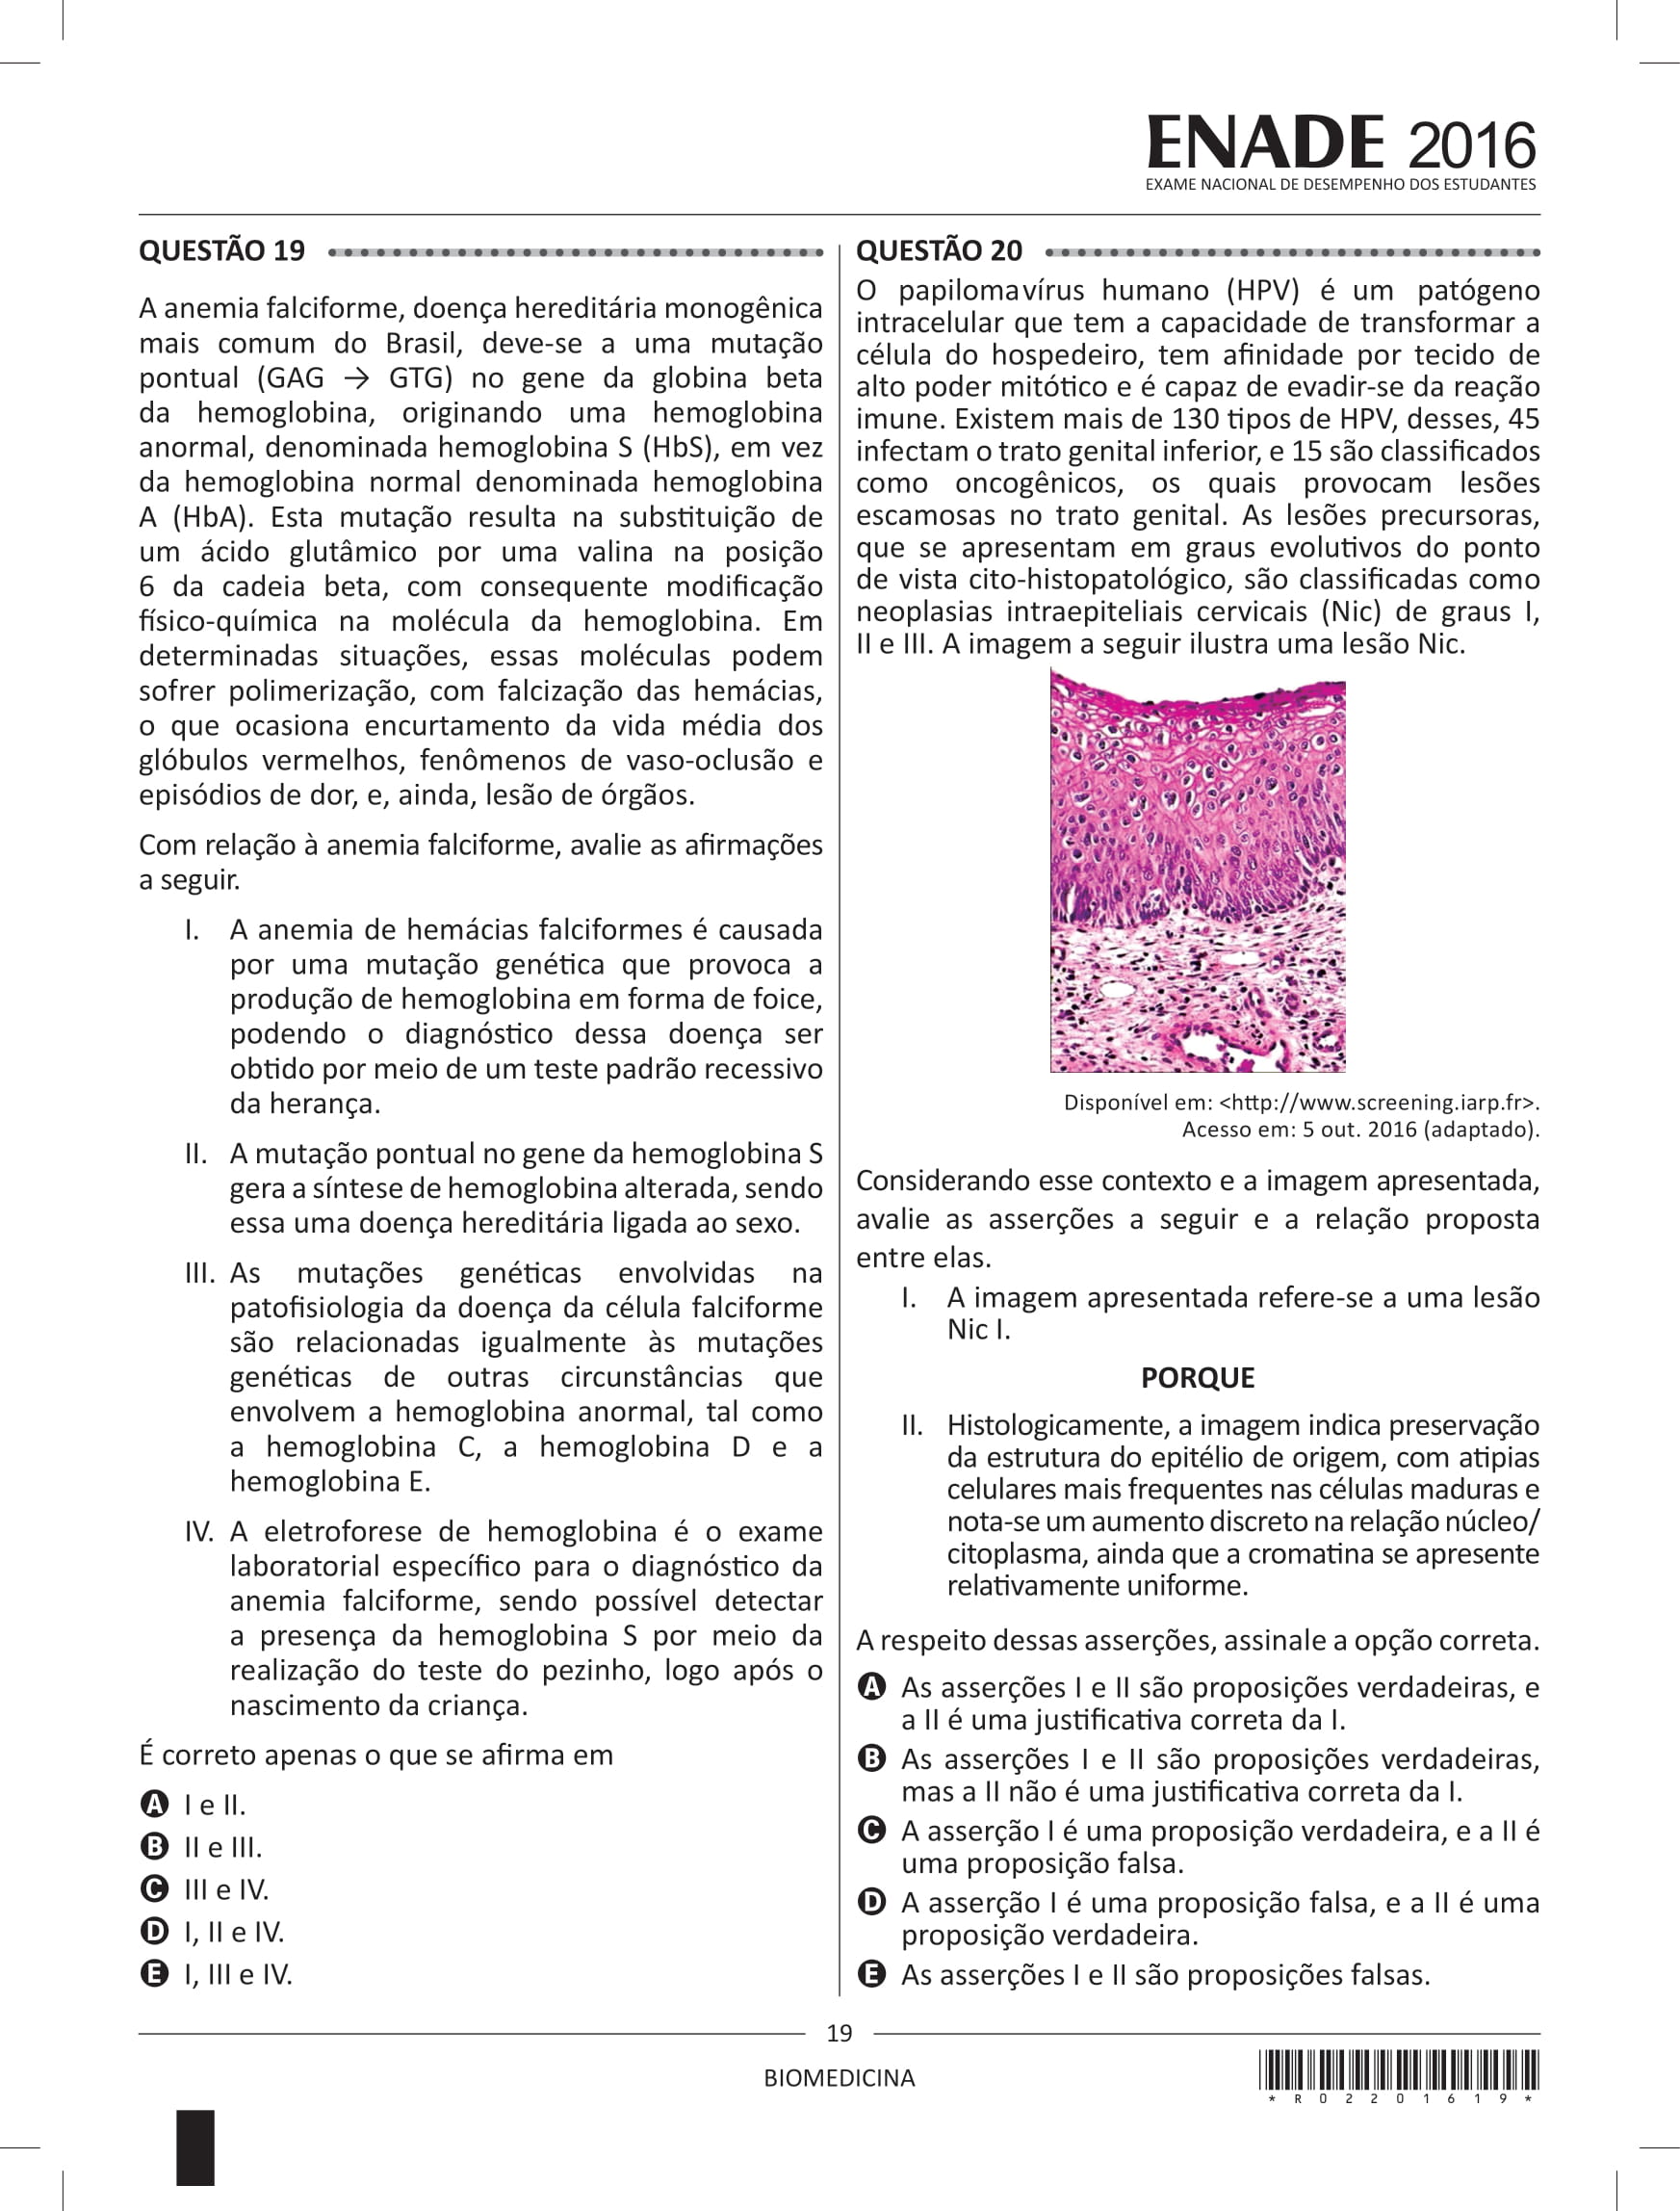 ENADE 2016
EXAME NACIONAL DE DESEMPENHO DOS ESTUDANTES
QUESTÃO 19
A anemia falciforme, doença hereditária monogênica
mais comum do Brasil, deve-se a uma mutação
pontual (GAG → GTG) no gene da globina beta
da hemoglobina, originando uma hemoglobina
anormal, denominada hemoglobina S (HbS), em vez
da hemoglobina normal denominada hemoglobina
A (HbA). Esta mutação resulta na substituição de
um ácido glutâmico por uma valina na posição
6 da cadeia beta, com consequente modificação
físico-química na molécula da hemoglobina. Em
determinadas situações, essas moléculas podem
sofrer polimerização, com falcização das hemácias,
o que ocasiona encurtamento da vida média dos
glóbulos vermelhos, fenômenos de vaso-oclusão e
episódios de dor, e, ainda, lesão de órgãos.
Com relação à anemia falciforme, avalie as afirmações
a seguir.
I. A anemia de hemácias falciformes é causada
por uma mutação genética que provoca a
produção de hemoglobina em forma de foice,
podendo o diagnóstico dessa doença ser
obtido por meio de um teste padrão recessivo
da herança.
II. A mutação pontual no gene da hemoglobina S
gera a síntese de hemoglobina alterada, sendo
essa uma doença hereditária ligada ao sexo.
III. As mutações genéticas envolvidas na
patofisiologia da doença da célula falciforme
são relacionadas igualmente às mutações
genéticas de outras circunstâncias que
envolvem a hemoglobina anormal, tal como
a hemoglobina C, a hemoglobina D e a
hemoglobina E.
IV. A eletroforese de hemoglobina é o exame
laboratorial específico para o diagnóstico da
anemia falciforme, sendo possível detectar
a presença da hemoglobina S por meio da
realização do teste do pezinho, logo após o
nascimento da criança.
É correto apenas o que se afirma em
A I e II.
B II e III.
C III e IV.
D I, II e IV.
E I, III e IV.
QUESTÃO 20
O papilomavírus humano (HPV) é um patógeno
intracelular que tem a capacidade de transformar a
célula do hospedeiro, tem afinidade por tecido de
alto poder mitótico e é capaz de evadir-se da reação
imune. Existem mais de 130 tipos de HPV, desses, 45
infectam o trato genital inferior, e 15 são classificados
como oncogênicos, os quais provocam lesões
escamosas no trato genital. As lesões precursoras,
que se apresentam em graus evolutivos do ponto
de vista cito-histopatológico, são classificadas como
neoplasias intraepiteliais cervicais (Nic) de graus I,
II e III. A imagem a seguir ilustra uma lesão Nic.
Disponível em: <http://www.screening.iarp.fr>.
Acesso em: 5 out. 2016 (adaptado).
Considerando esse contexto e a imagem apresentada,
avalie as asserções a seguir e a relação proposta
entre elas.
I. A imagem apresentada refere-se a uma lesão
Nic I.
PORQUE
II. Histologicamente, a imagem indica preservação
da estrutura do epitélio de origem, com atipias
celulares mais frequentes nas células maduras e
nota-se um aumento discreto na relação núcleo/
citoplasma, ainda que a cromatina se apresente
relativamente uniforme.
A respeito dessas asserções, assinale a opção correta.
A As asserções I e II são proposições verdadeiras, e
a II é uma justificativa correta da I.
B As asserções I e II são proposições verdadeiras,
mas a II não é uma justificativa correta da I.
C A asserção I é uma proposição verdadeira, e a II é
uma proposição falsa.
D A asserção I é uma proposição falsa, e a II é uma
proposição verdadeira.
E As asserções I e II são proposições falsas.
19
BIOMEDICINA
* R 0 2 2 0 1 6 1 9 *